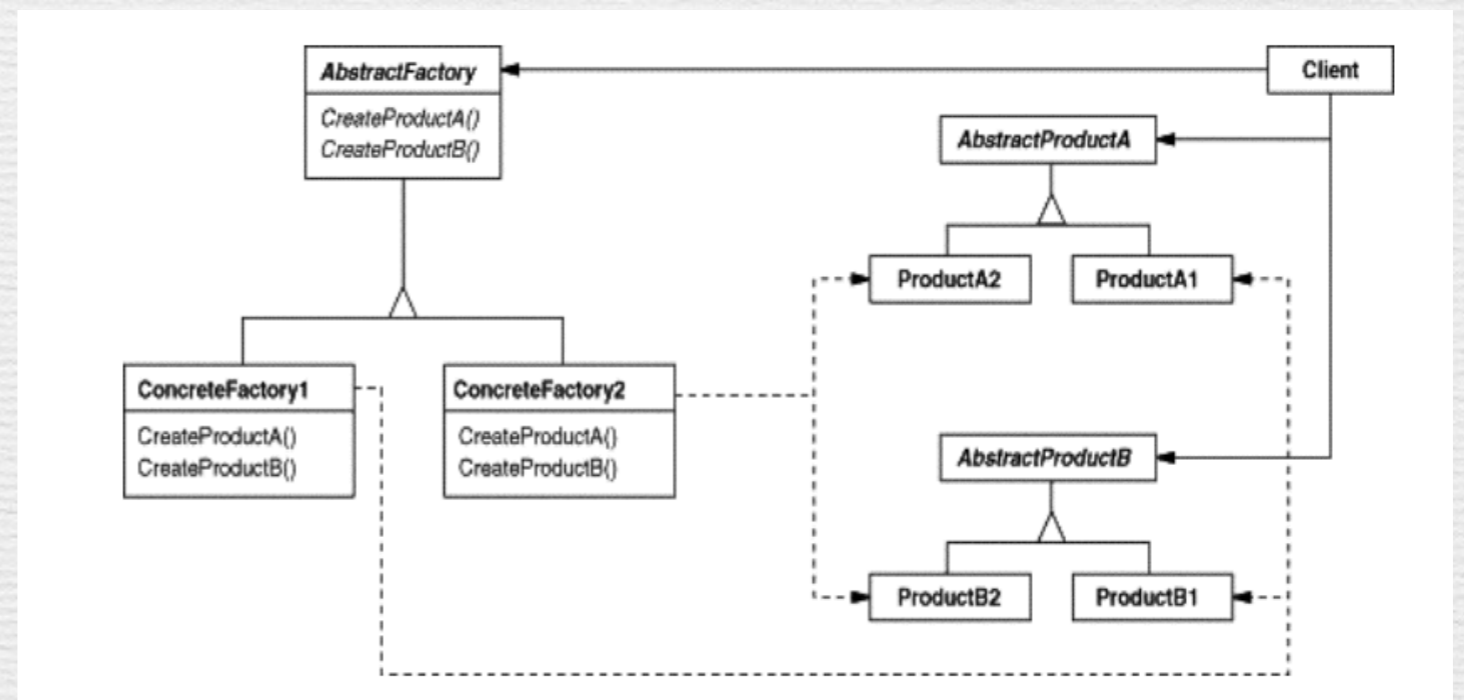 AbstractFactory
CreateProductA()
CreateProductB()
Client
AbstractProductA
ProductA2
ProductA1
ConcreteFactory1
CreateProductA()
CreateProductB()
ConcreteFactory2
CreateProductA()
CreateProductB()
AbstractProductB
ProductB2
ProductB1